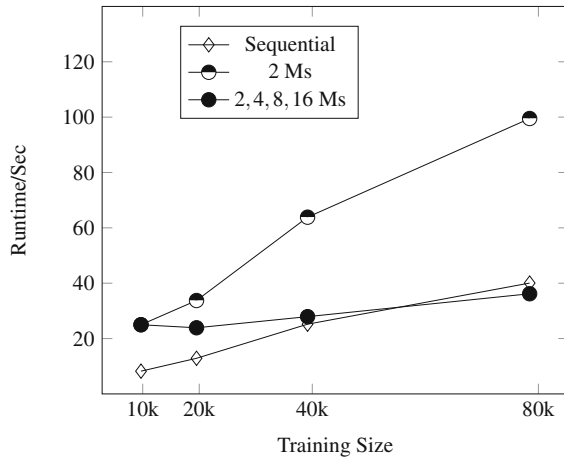 Sequential
2 Ms
2, 4, 8, 16 Ms
120
100
80
60
40
20
Runtime/Sec
10k
20k
40k
80k
Training Size